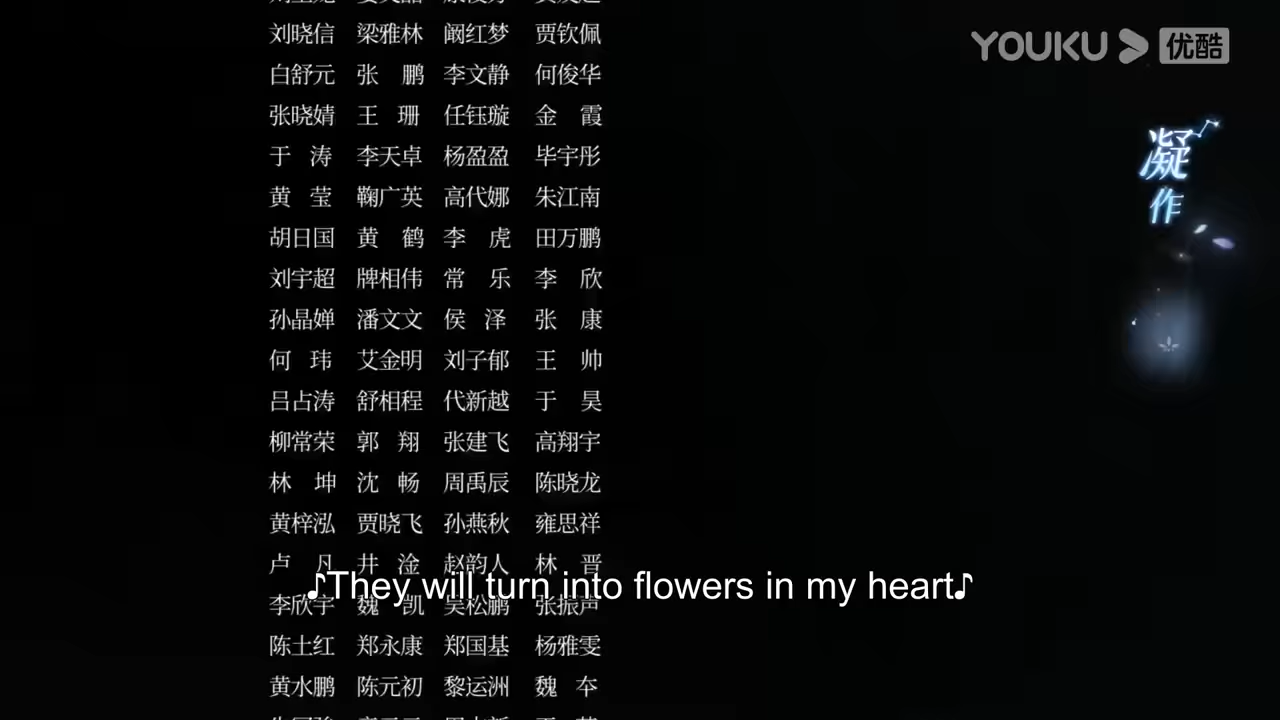 YOUKU 优酷
刘晓信 梁雅林 阚红梦 贾钦佩
白舒元 张鹏 李文静 何俊华
张晓婧 王珊 任钰璇 金霞
于涛 李天卓 杨盈盈 毕宇彤
黄莹 鞠广英 高代娜 朱江南
胡日国 黄鹤 李虎 田万鹏
刘宇超 牌相伟 常乐 李欣
孙晶婵 潘文文 侯泽 张康
何玮 艾金明 刘子郁 王帅
吕占涛 舒相程 代新越 于昊
柳常荣 郭翔 张建飞 高翔宇
林坤 沈畅 周禹辰 陈晓龙
黄梓泓 贾晓飞 孙燕秋 雍思祥
卢凡 井淦 赵韵人 林晋
♪They will turn into flowers in my heart♪
李欣宇 魏凯 吴松鹏 张振声
陈土红 郑永康 郑国基 杨雅雯
黄水鹏 陈元初 黎运洲 魏
凝
作